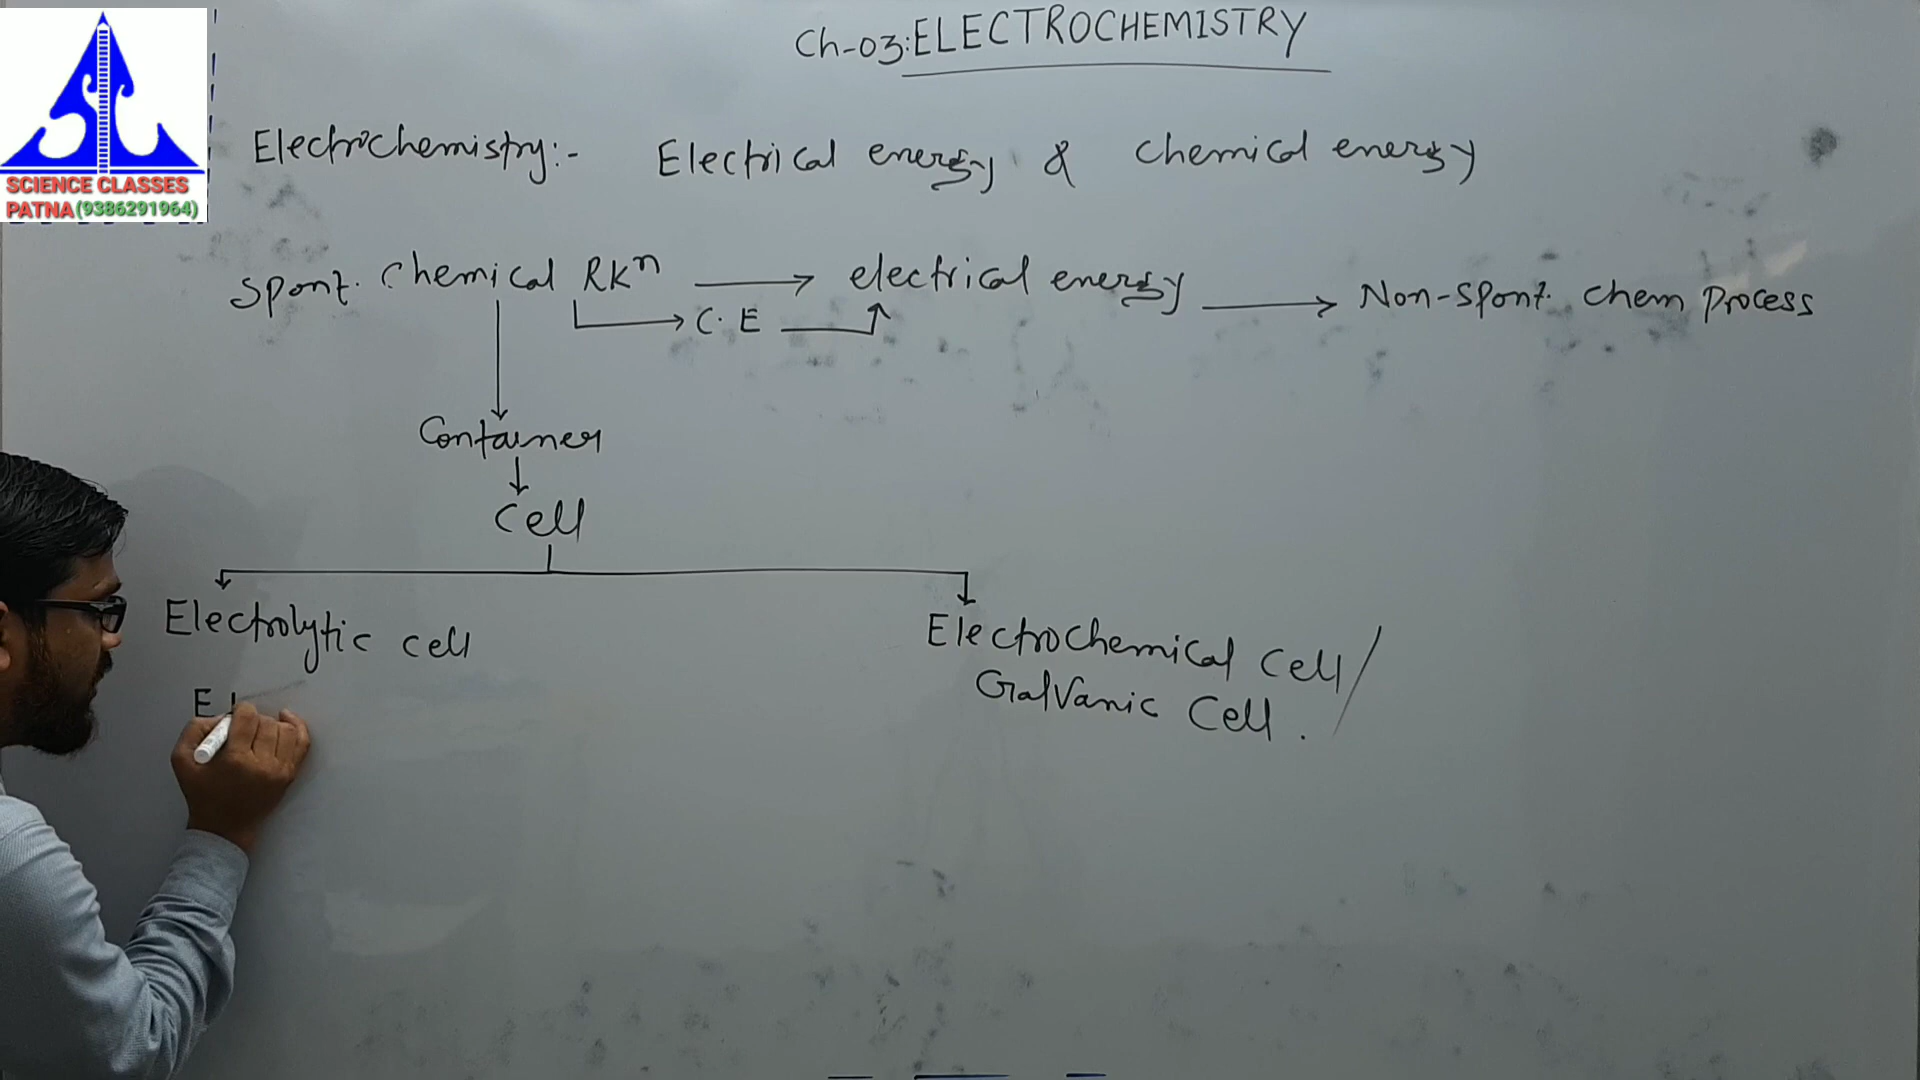 Ch-03:ELECTROCHEMISTRY
SCIENCE CLASSES
PATNA(9386291964)
Electrochemistry:- Electrical energy & Chemical energy
Spont. Chemical RKⁿ → electrical energy → Non-Spont. Chem Process
→ C.E
Container
↓
Cell
Electrolytic cell
Electrochemical Cell/
Galvanic Cell.
El